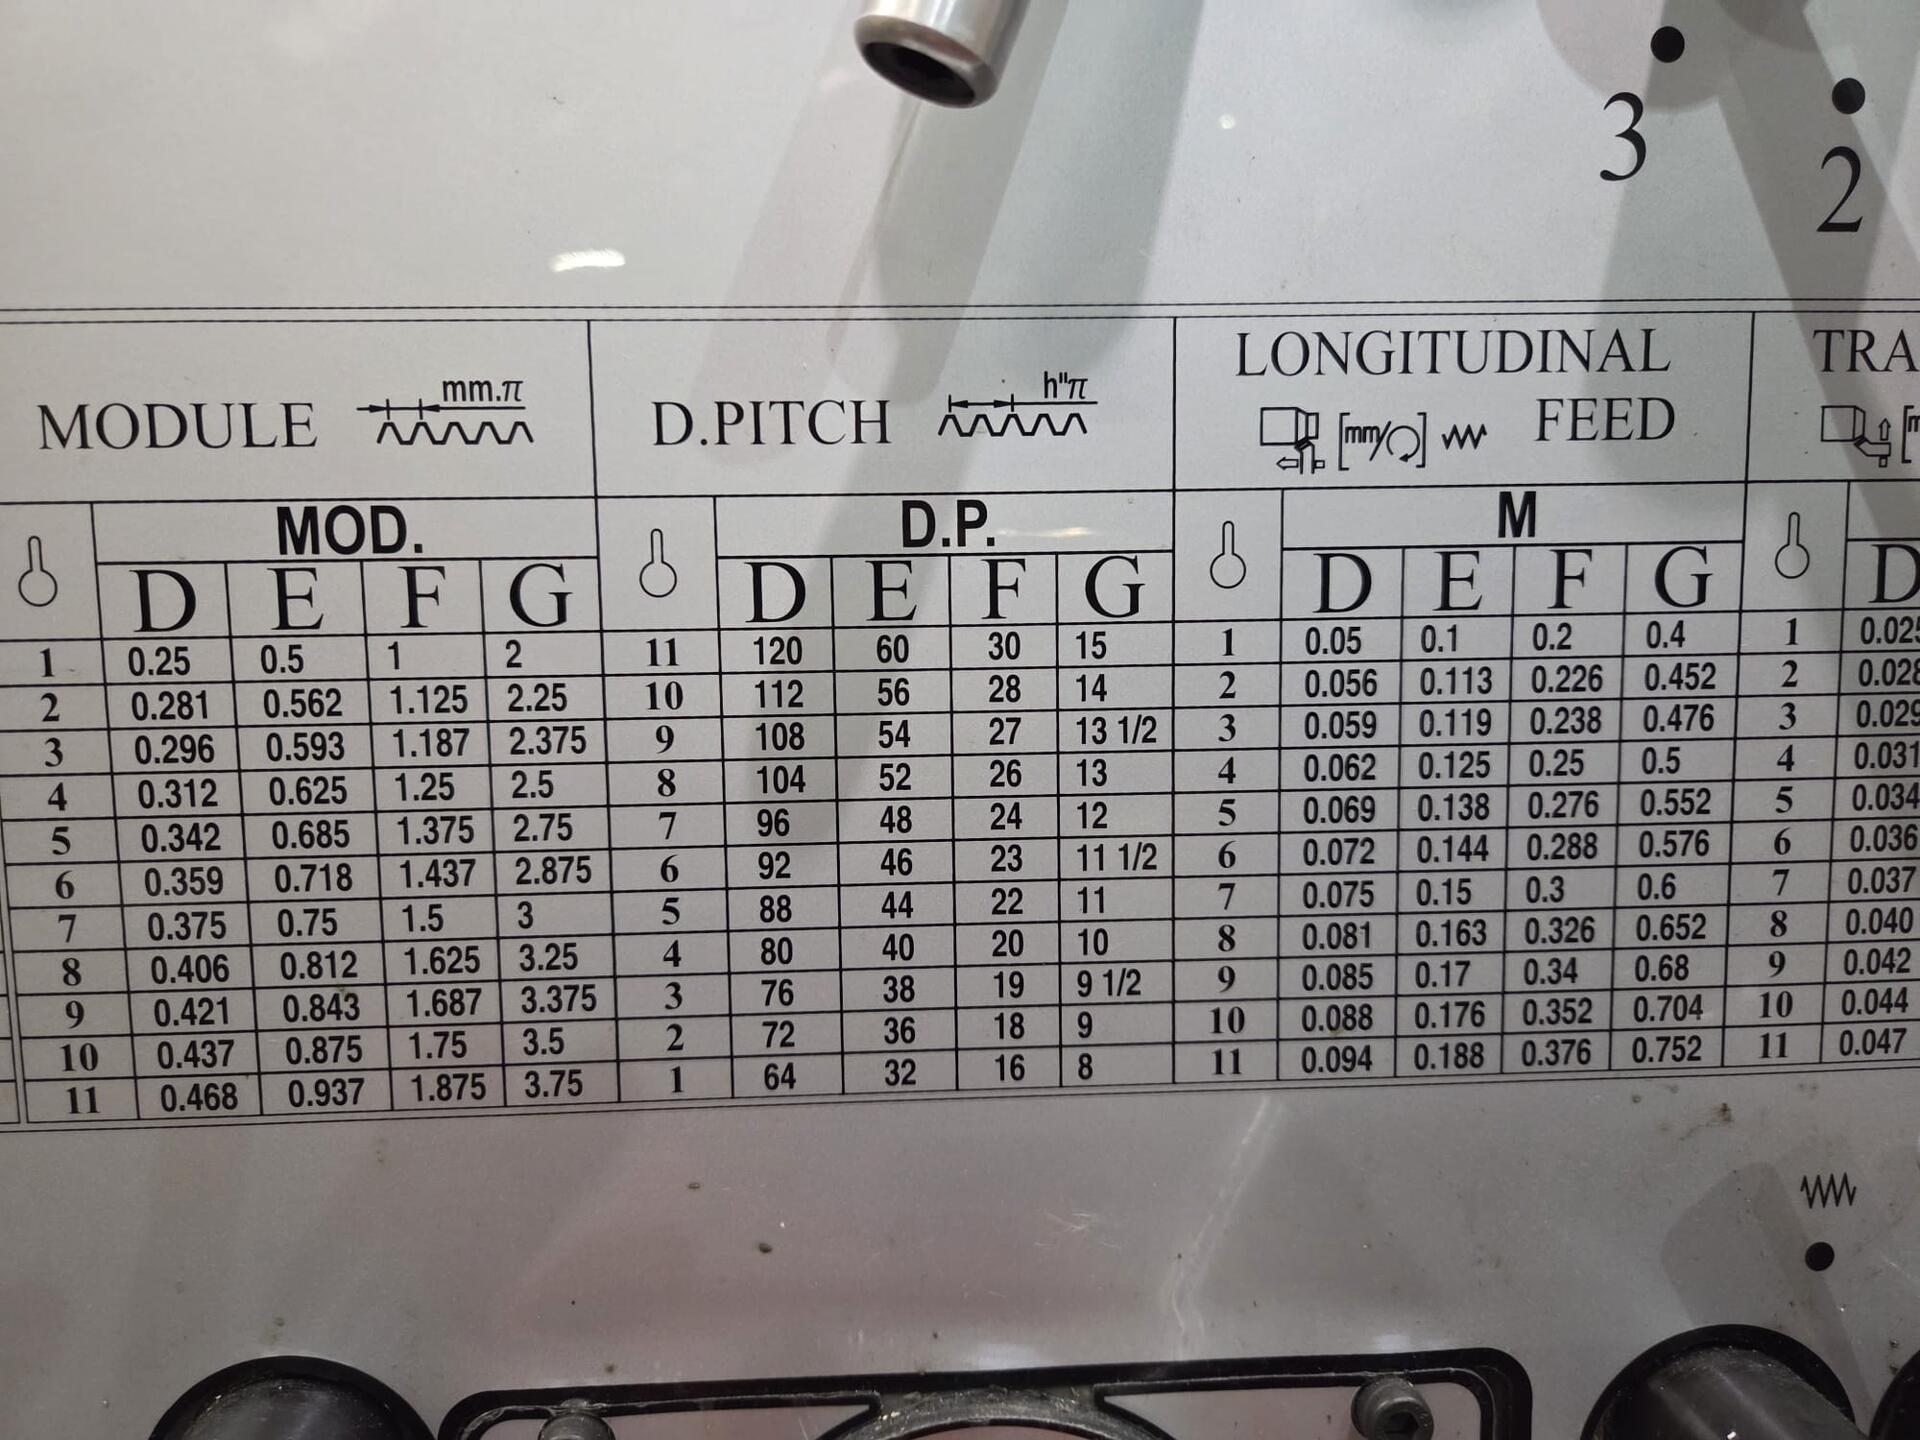 3
2
MODULE mm.π D.PITCH h"π LONGITUDINAL FEED [mm/ ] TRA
MOD. D.P. M
D E F G D E F G D E F G D
1 0.25 0.5 1 2 11 120 60 30 15 1 0.05 0.1 0.2 0.4 1 0.025
2 0.281 0.562 1.125 2.25 10 112 56 28 14 2 0.056 0.113 0.226 0.452 2 0.028
3 0.296 0.593 1.187 2.375 9 108 54 27 13 1/2 3 0.059 0.119 0.238 0.476 3 0.029
4 0.312 0.625 1.25 2.5 8 104 52 26 13 4 0.062 0.125 0.25 0.5 4 0.031
5 0.342 0.685 1.375 2.75 7 96 48 24 12 5 0.069 0.138 0.276 0.552 5 0.034
6 0.359 0.718 1.437 2.875 6 92 46 23 11 1/2 6 0.072 0.144 0.288 0.576 6 0.036
7 0.375 0.75 1.5 3 5 88 44 22 11 7 0.075 0.15 0.3 0.6 7 0.037
8 0.406 0.812 1.625 3.25 4 80 40 20 10 8 0.081 0.163 0.326 0.652 8 0.040
9 0.421 0.843 1.687 3.375 3 76 38 19 9 1/2 9 0.085 0.17 0.34 0.68 9 0.042
10 0.437 0.875 1.75 3.5 2 72 36 18 9 10 0.088 0.176 0.352 0.704 10 0.044
11 0.468 0.937 1.875 3.75 1 64 32 16 8 11 0.094 0.188 0.376 0.752 11 0.047